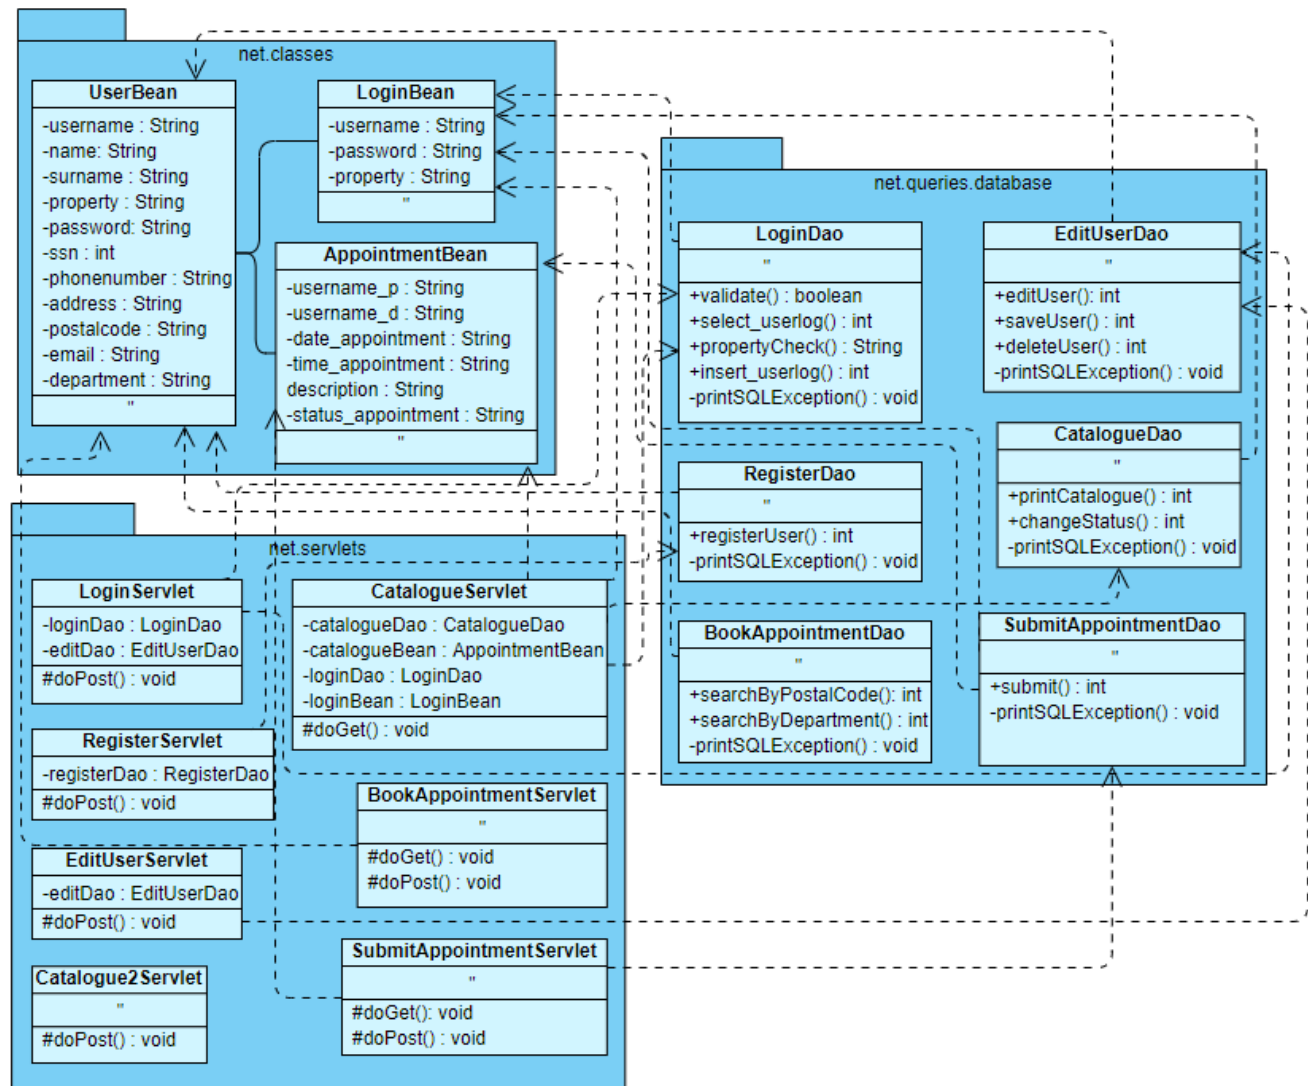 net.classes
UserBean
-username : String
-name: String
-surname : String
-property : String
-password: String
-ssn : int
-phonenumber : String
-address : String
-postalcode : String
-email : String
-department : String
"
LoginBean
-username : String
-password : String
-property : String
"
AppointmentBean
-username_p : String
-username_d : String
-date_appointment : String
-time_appointment : String
description : String
-status_appointment : String
"
net.queries.database
LoginDao
"
+validate() : boolean
+select_userlog() : int
+propertyCheck() : String
+insert_userlog() : int
-printSQLException() : void
EditUserDao
"
+editUser(): int
+saveUser() : int
+deleteUser() : int
-printSQLException() : void
CatalogueDao
"
+printCatalogue() : int
+changeStatus() : int
-printSQLException() : void
RegisterDao
"
+registerUser() : int
-printSQLException() : void
BookAppointmentDao
"
+searchByPostalCode(): int
+searchByDepartment() : int
-printSQLException() : void
SubmitAppointmentDao
"
+submit() : int
-printSQLException() : void
net.servlets
LoginServlet
-loginDao : LoginDao
-editDao : EditUserDao
#doPost() : void
CatalogueServlet
-catalogueDao : CatalogueDao
-catalogueBean : AppointmentBean
-loginDao : LoginDao
-loginBean : LoginBean
#doGet() : void
RegisterServlet
-registerDao : RegisterDao
#doPost() : void
BookAppointmentServlet
"
#doGet() : void
#doPost() : void
EditUserServlet
-editDao : EditUserDao
#doPost() : void
SubmitAppointmentServlet
"
#doGet(): void
#doPost() : void
Catalogue2Servlet
"
#doPost() : void